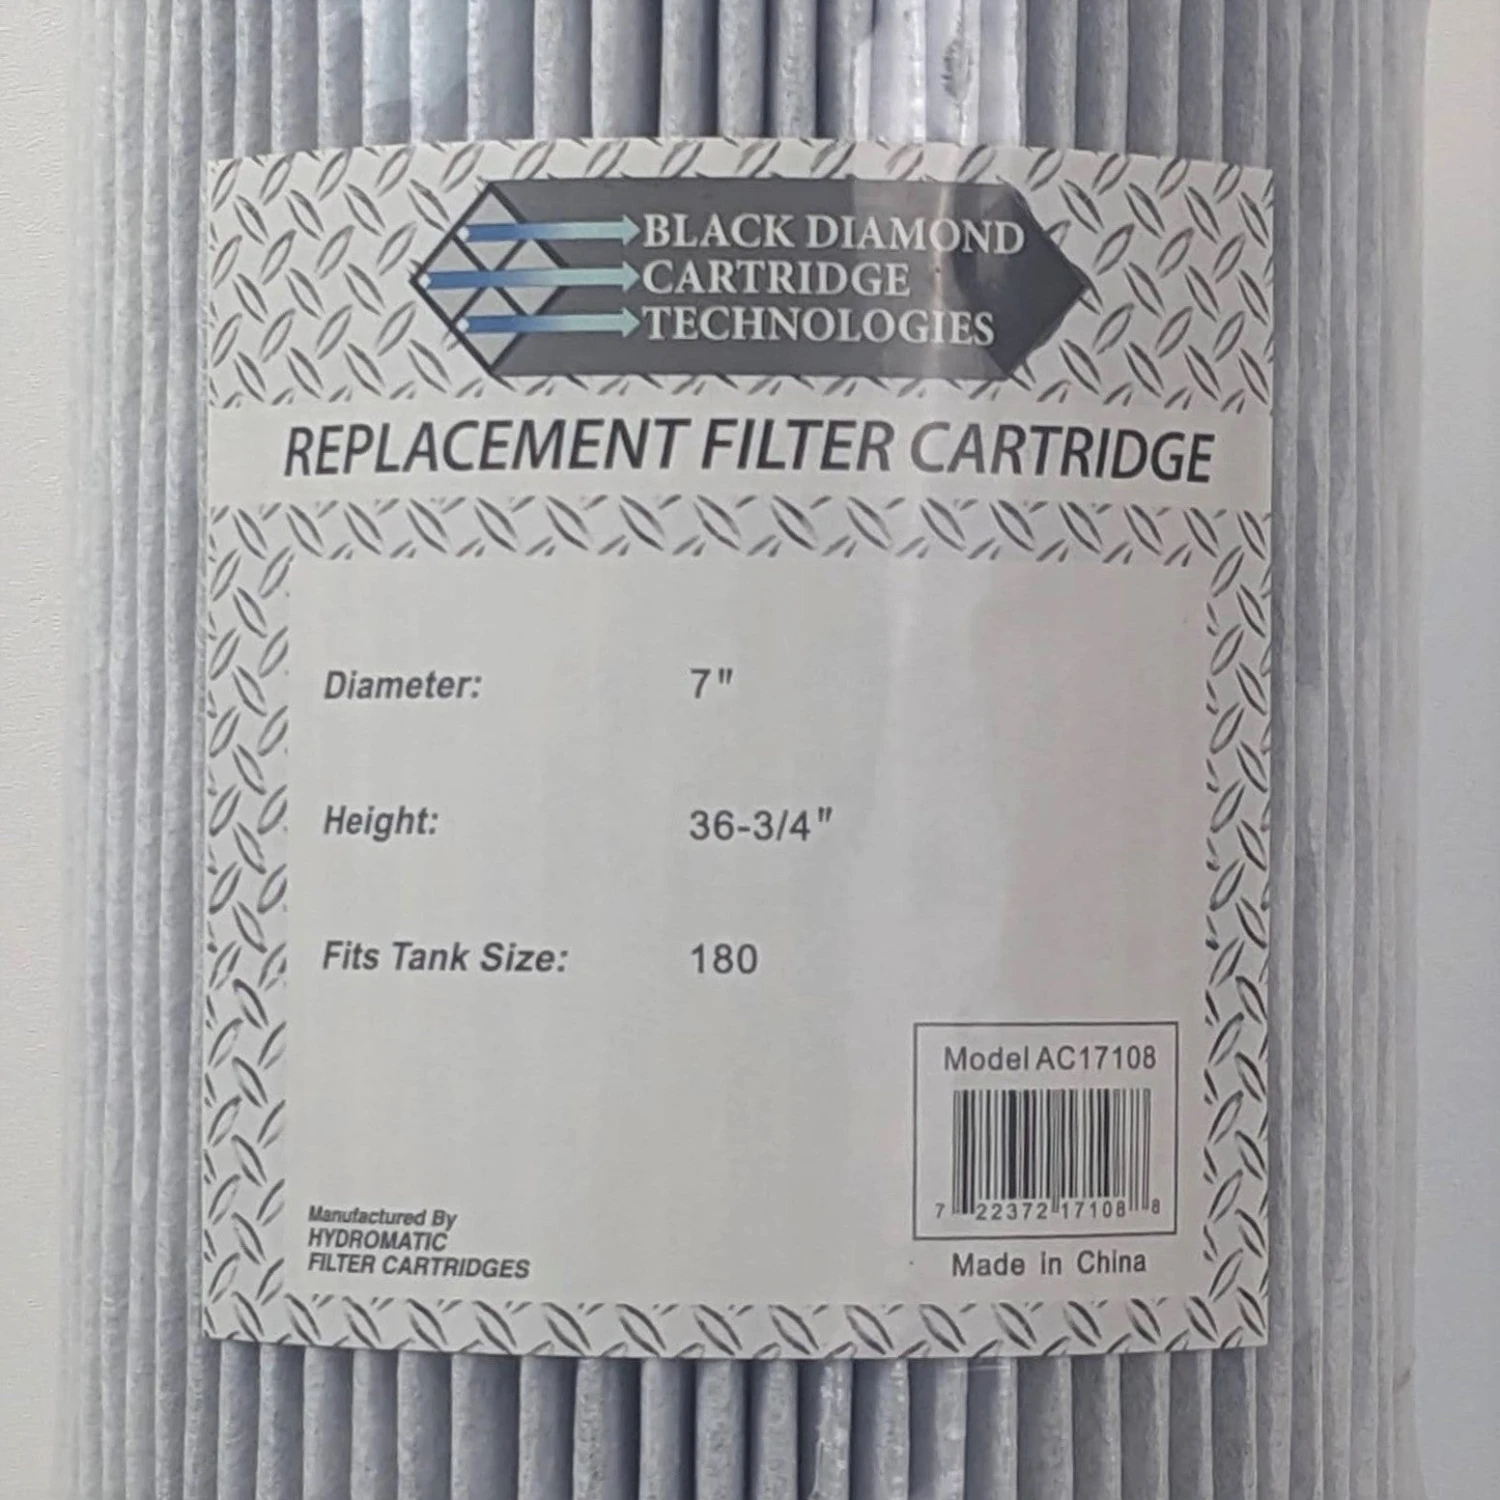 BLACK DIAMOND
CARTRIDGE
TECHNOLOGIES
REPLACEMENT FILTER CARTRIDGE
Diameter: 7"
Height: 36-3/4"
Fits Tank Size: 180
Model AC17108
7 22372 17108 8
Manufactured By
HYDROMATIC
FILTER CARTRIDGES
Made in China